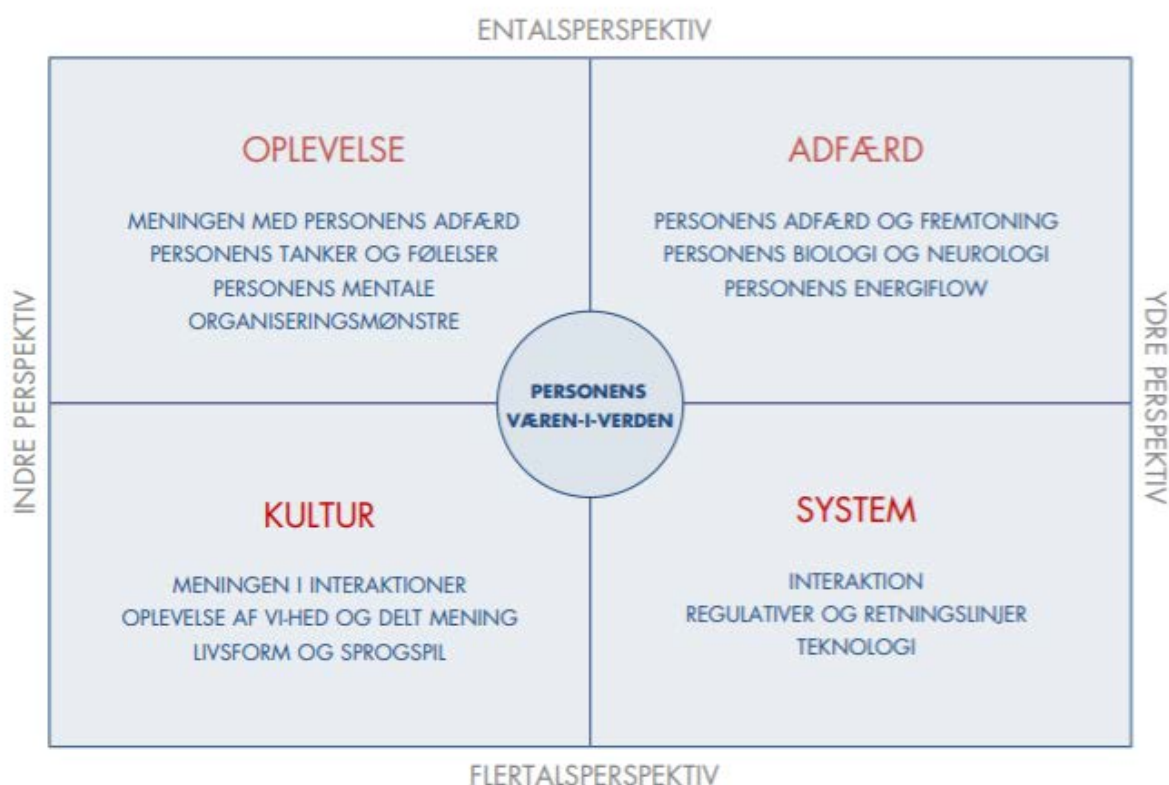 ENTALSPERSPEKTIV
OPLEVELSE
MENINGEN MED PERSONENS ADFÆRD
PERSONENS TANKER OG FØLELSER
PERSONENS MENTALE
ORGANISERINGSMØNSTRE
ADFÆRD
PERSONENS ADFÆRD OG FREMTONING
PERSONENS BIOLOGI OG NEUROLOGI
PERSONENS ENERGIFLOW
INDRE PERSPEKTIV
YDRE PERSPEKTIV
PERSONENS
VÆREN-I-VERDEN
KULTUR
MENINGEN I INTERAKTIONER
OPLEVELSE AF VI-HED OG DELT MENING
LIVSFORM OG SPROGSPIL
SYSTEM
INTERAKTION
REGULATIVER OG RETNINGSLINJER
TEKNOLOGI
FLERTALSPERSPEKTIV